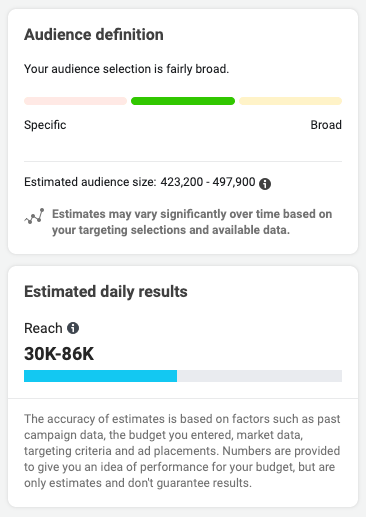 Audience definition
Your audience selection is fairly broad.
Specific
Broad
Estimated audience size: 423,200 - 497,900
Estimates may vary significantly over time based on
your targeting selections and available data.
Estimated daily results
Reach
30K-86K
The accuracy of estimates is based on factors such as past
campaign data, the budget you entered, market data,
targeting criteria and ad placements. Numbers are provided
to give you an idea of performance for your budget, but are
only estimates and don't guarantee results.